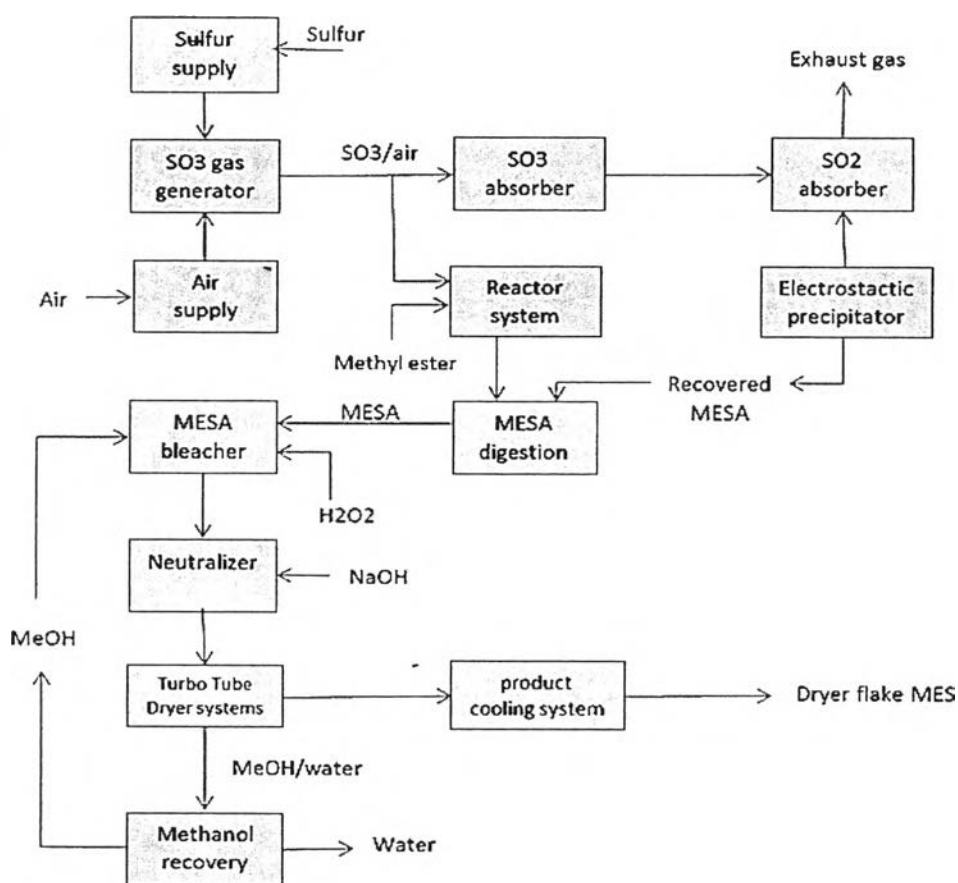 Sulfur
supply
Sulfur
Exhaust gas
SO3 gas
generator
SO3/air
SO3
absorber
SO2
absorber
Air
Air
supply
Reactor
system
Electrostactic
precipitator
Methyl ester
Recovered
MESA
MESA
bleacher
MESA
MESA
digestion
H2O2
Neutralizer
NaOH
MeOH
Turbo Tube
Dryer systems
product
cooling system
Dryer flake MES
MeOH/water
Methanol
recovery
Water